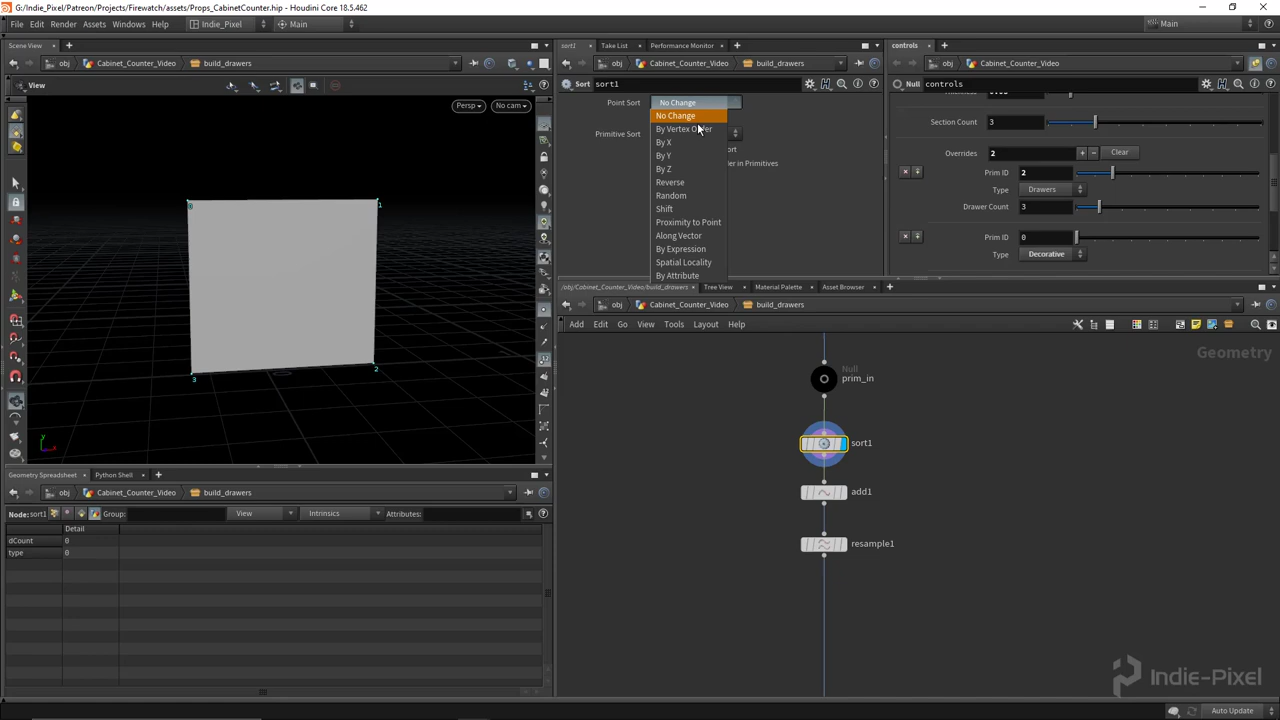 G:/Indie_Pixel/Patreon/Projects/Firewatch/assets/Props_CabinetCounter.hip - Houdini Core 18.5.462
File Edit Render Assets Windows Help Indie_Pixel Main Main
Scene View
obj Cabinet_Counter_Video build_drawers
View
Persp No cam
0
1
2
3
y
sort1 Take List Performance Monitor
obj Cabinet_Counter_Video build_drawers
Sort sort1
Point Sort No Change
No Change
By Vertex Order
By X
By Y
By Z
Reverse
Random
Shift
Proximity to Point
Along Vector
By Expression
Spatial Locality
By Attribute
Primitive Sort
controls
obj Cabinet_Counter_Video
Null controls
Section Count 3
Overrides 2 Clear
Prim ID 2
Type Drawers
Drawer Count 3
Prim ID 0
Type Decorative
/obj/Cabinet_Counter_Video/build_drawers Tree View Material Palette Asset Browser
obj Cabinet_Counter_Video build_drawers
Add Edit Go View Tools Layout Help
Geometry
Null
prim_in
sort1
add1
resample1
Geometry Spreadsheet Python Shell
obj Cabinet_Counter_Video build_drawers
Node: sort1 Group: View Intrinsics Attributes:
Detail
dCount 0
type 0
Indie-Pixel
Auto Update